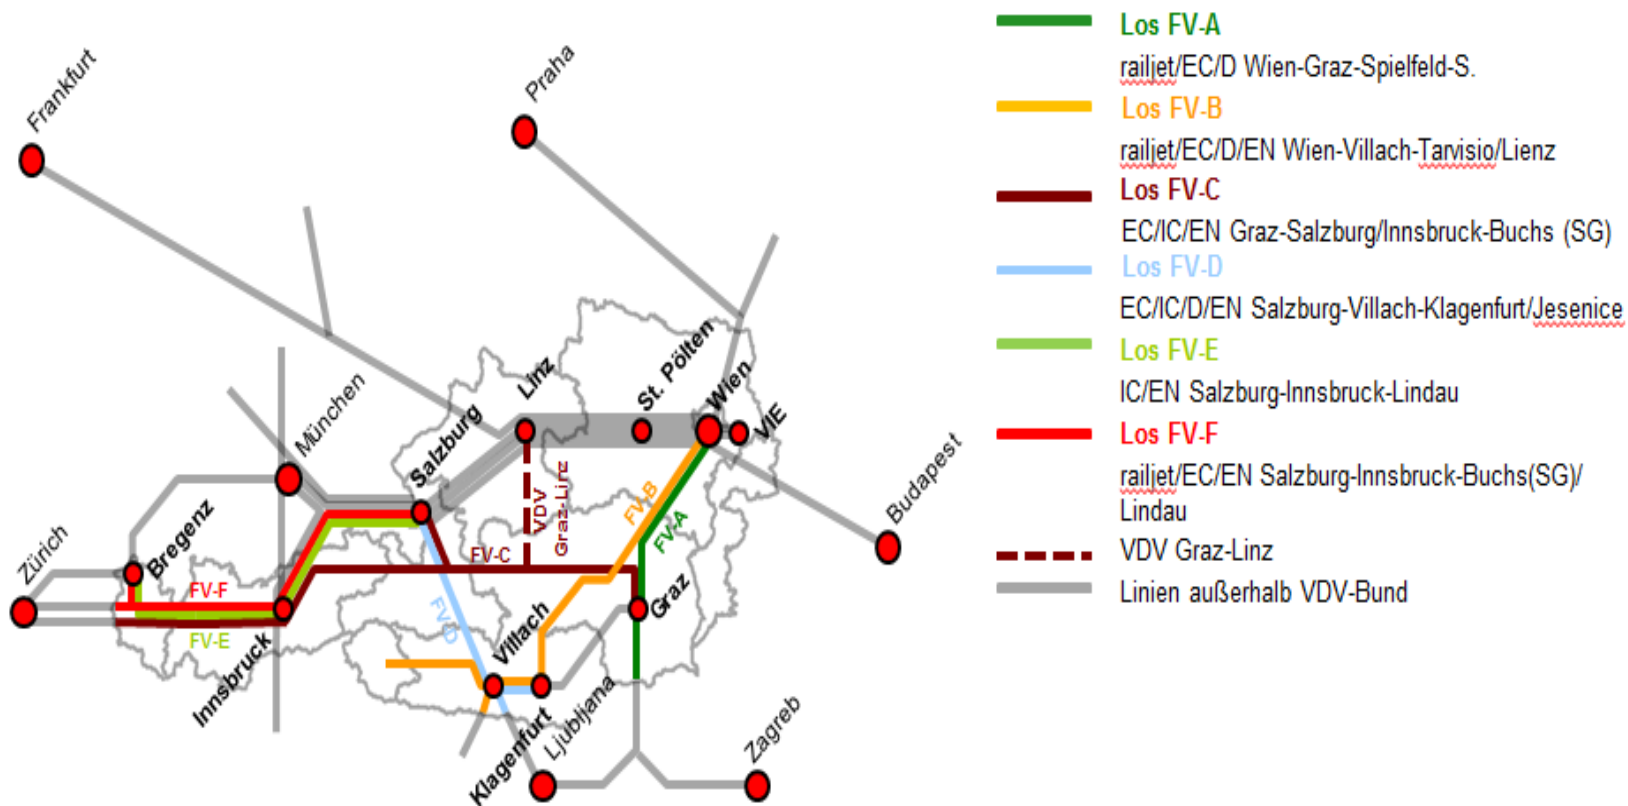 Frankfurt
Praha
München
Salzburg
Linz
St. Pölten
Wien
VIE
Budapest
Zürich
Bregenz
FV-F
FV-E
Innsbruck
FV-C
VDV
Graz-Linz
FV-B
FV-A
FV-D
Villach
Graz
Klagenfurt
Ljubljana
Zagreb
Los FV-A
railjet/EC/D Wien-Graz-Spielfeld-S.
Los FV-B
railjet/EC/D/EN Wien-Villach-Tarvisio/Lienz
Los FV-C
EC/IC/EN Graz-Salzburg/Innsbruck-Buchs (SG)
Los FV-D
EC/IC/D/EN Salzburg-Villach-Klagenfurt/Jesenice
Los FV-E
IC/EN Salzburg-Innsbruck-Lindau
Los FV-F
railjet/EC/EN Salzburg-Innsbruck-Buchs(SG)/
Lindau
VDV Graz-Linz
Linien außerhalb VDV-Bund